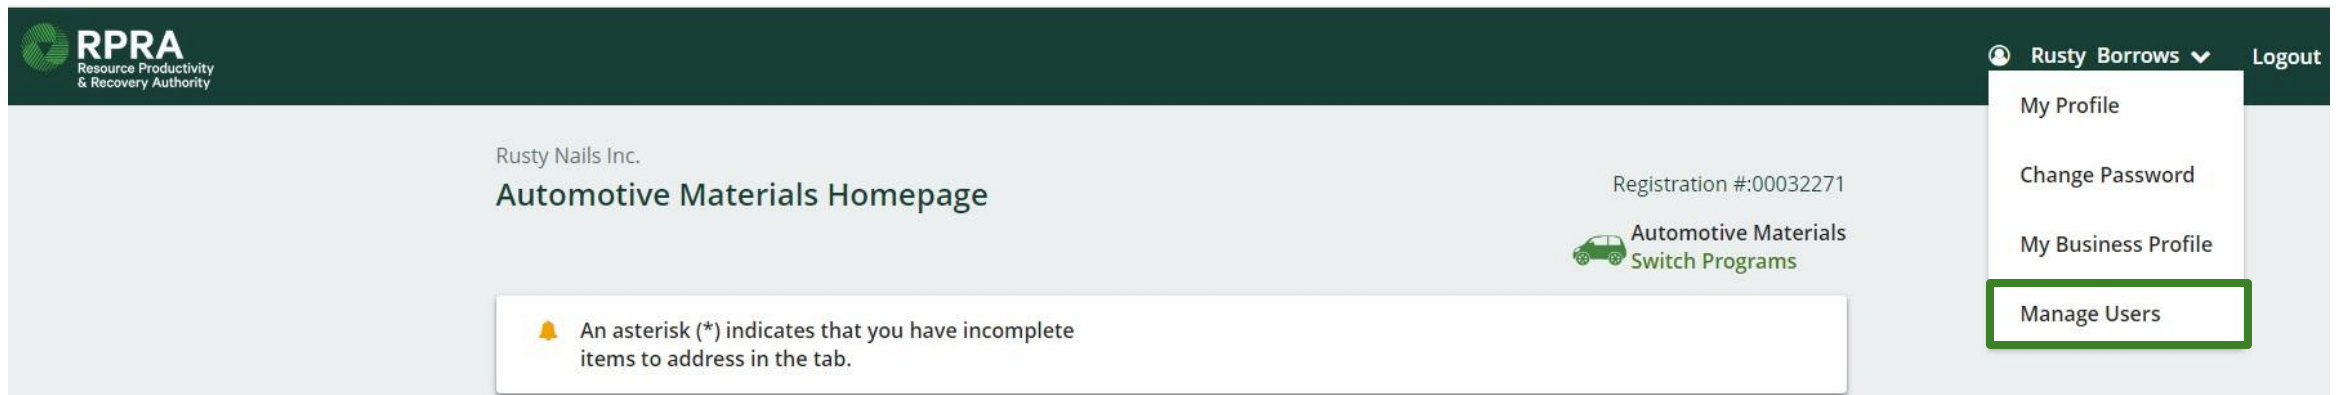 RPRA
Resource Productivity
& Recovery Authority
Rusty Borrows
Logout
My Profile
Change Password
My Business Profile
Manage Users
Rusty Nails Inc.
Automotive Materials Homepage
Registration #:00032271
Automotive Materials
Switch Programs
An asterisk (*) indicates that you have incomplete
items to address in the tab.